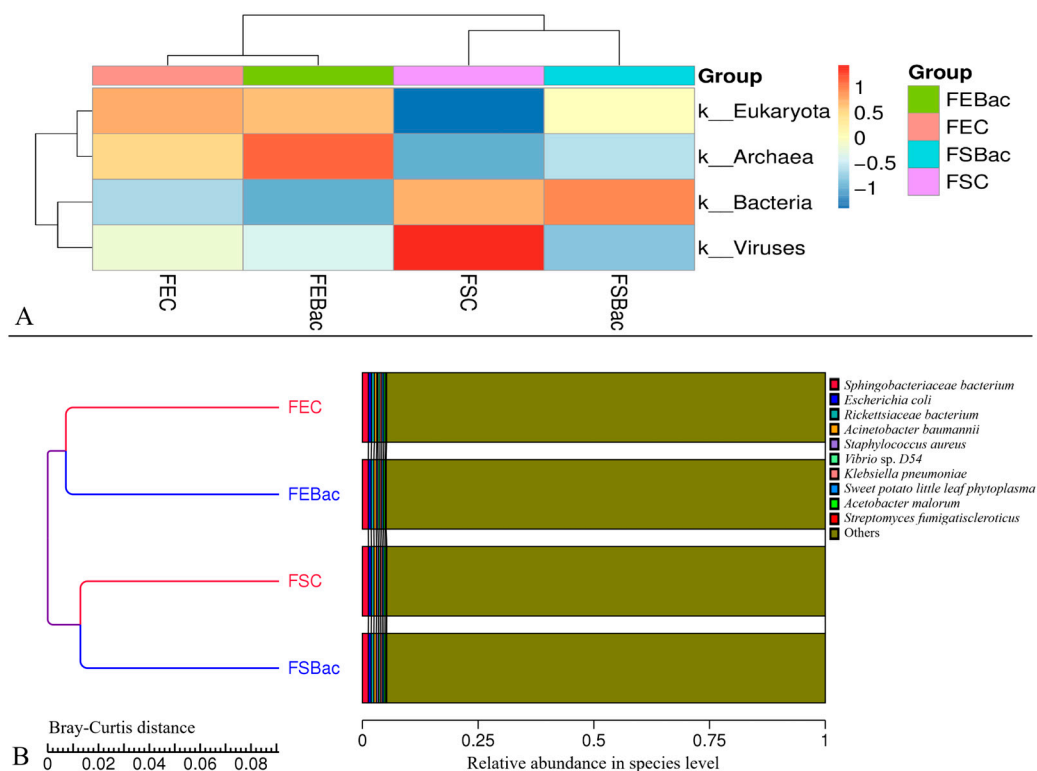 Group
k__Eukaryota
k__Archaea
k__Bacteria
k__Viruses
FEC
FEBac
FSC
FSBac
1
0.5
0
−0.5
−1
Group
FEBac
FEC
FSBac
FSC
A
FEC
FEBac
FSC
FSBac
Sphingobacteriaceae bacterium
Escherichia coli
Rickettsiaceae bacterium
Acinetobacter baumannii
Staphylococcus aureus
Vibrio sp. D54
Klebsiella pneumoniae
Sweet potato little leaf phytoplasma
Acetobacter malorum
Streptomyces fumigatiscleroticus
Others
Bray-Curtis distance
0 0.02 0.04 0.06 0.08
B
0 0.25 0.5 0.75 1
Relative abundance in species level